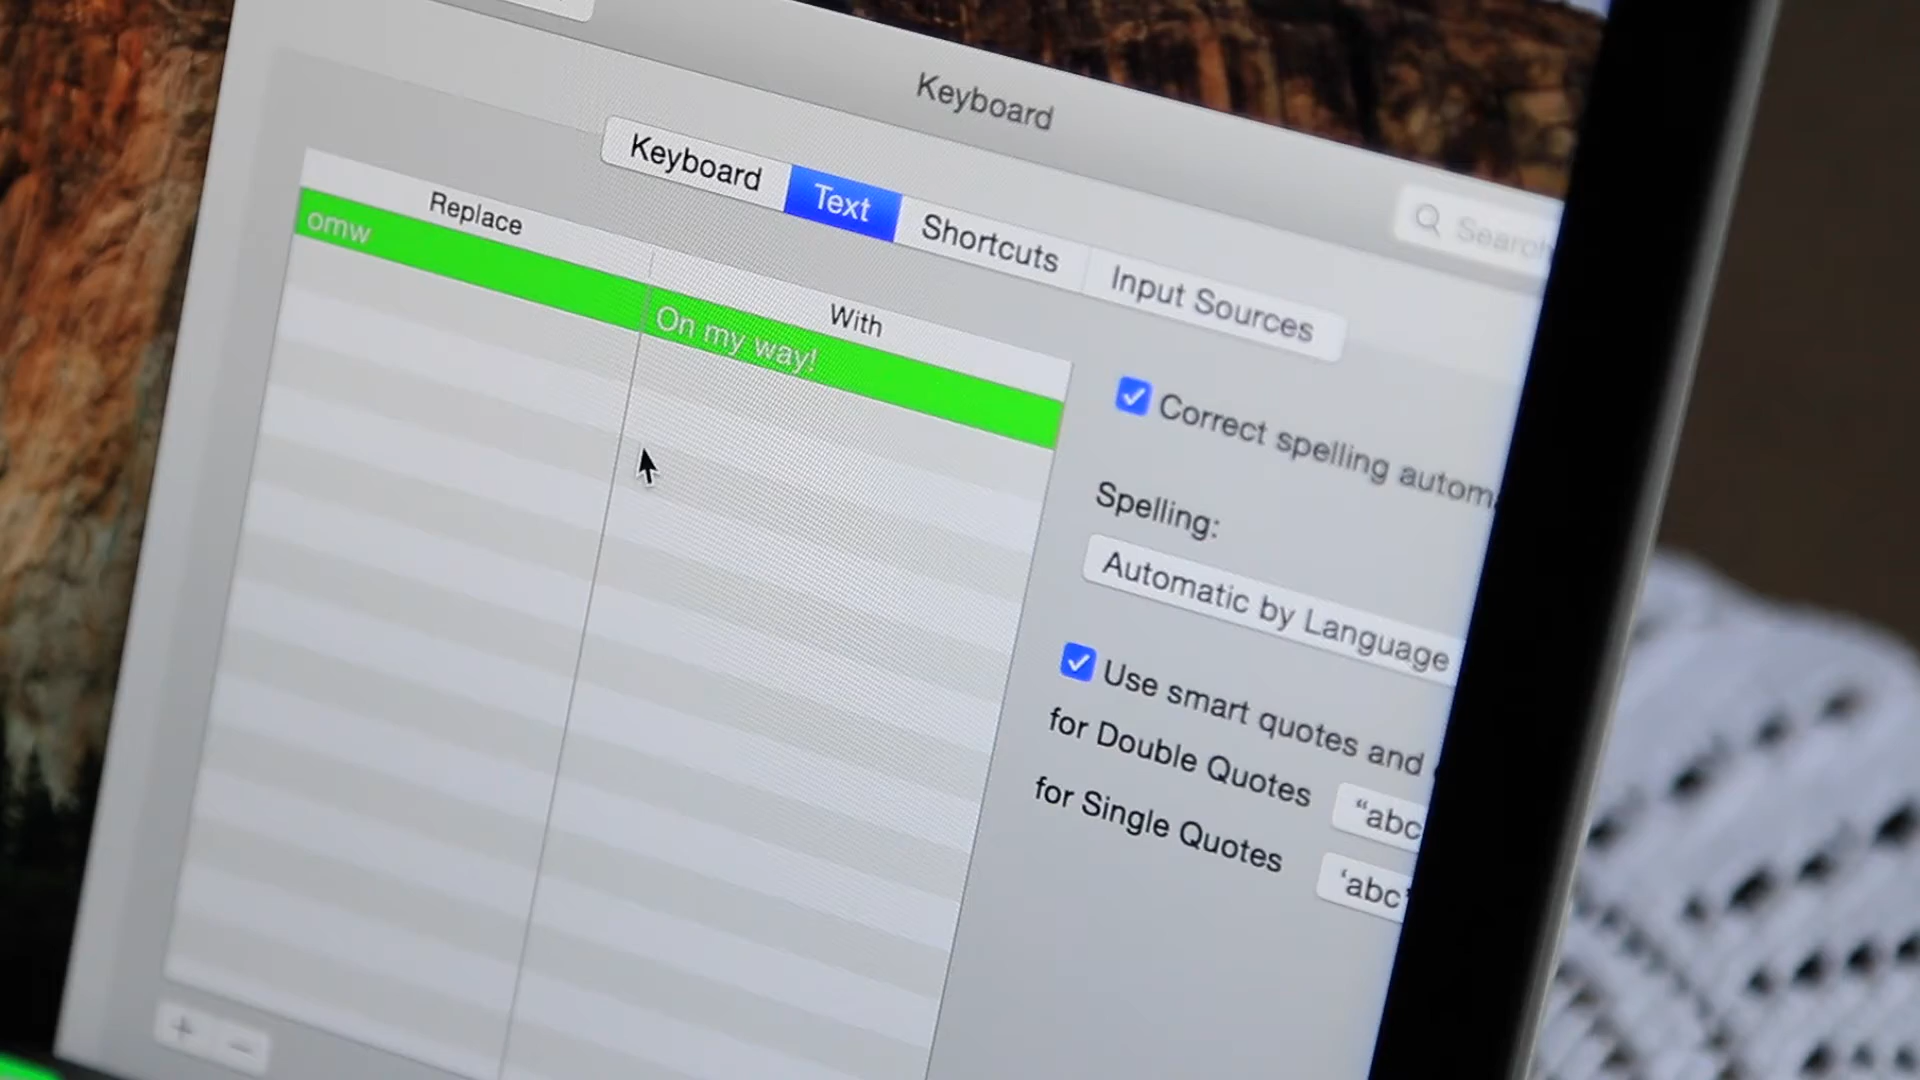 Keyboard
Search
Keyboard Text Shortcuts Input Sources
Replace With
omw On my way!
Correct spelling autom
Spelling:
Automatic by Language
Use smart quotes and
for Double Quotes “abc
for Single Quotes ‘abc’